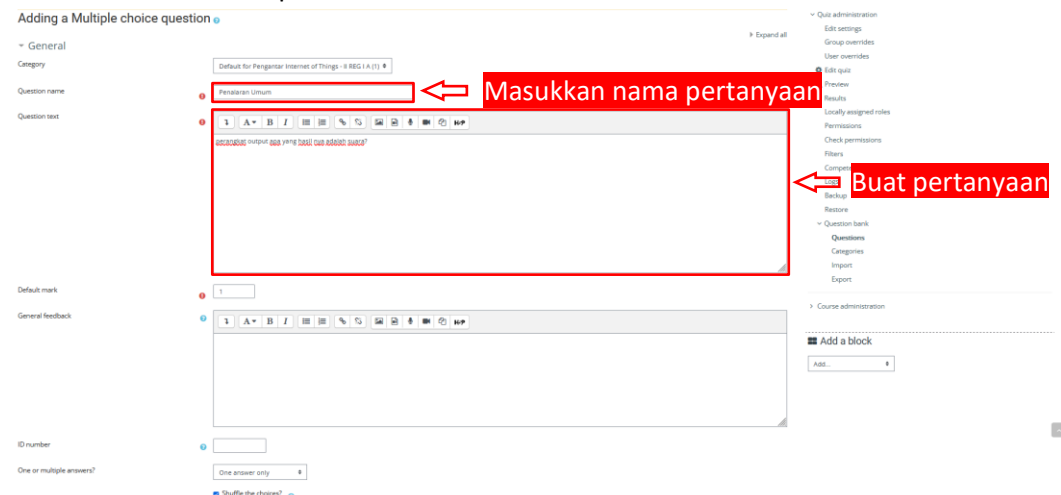 Adding a Multiple choice question
Expand all
General
Category
Default for Pengantar Internet of Things - II REG I A (1)
Question name
Penalaran Umum
Masukkan nama pertanyaan
Question text
A B I H5P
perangkat output apa yang hasil nya adalah suara?
Buat pertanyaan
Default mark
1
General feedback
A B I H5P
ID number
One or multiple answers?
One answer only
Shuffle the choices?
Quiz administration
Edit settings
Group overrides
User overrides
Edit quiz
Preview
Results
Locally assigned roles
Permissions
Check permissions
Filters
Logs
Backup
Restore
Question bank
Questions
Categories
Import
Export
Course administration
Add a block
Add...